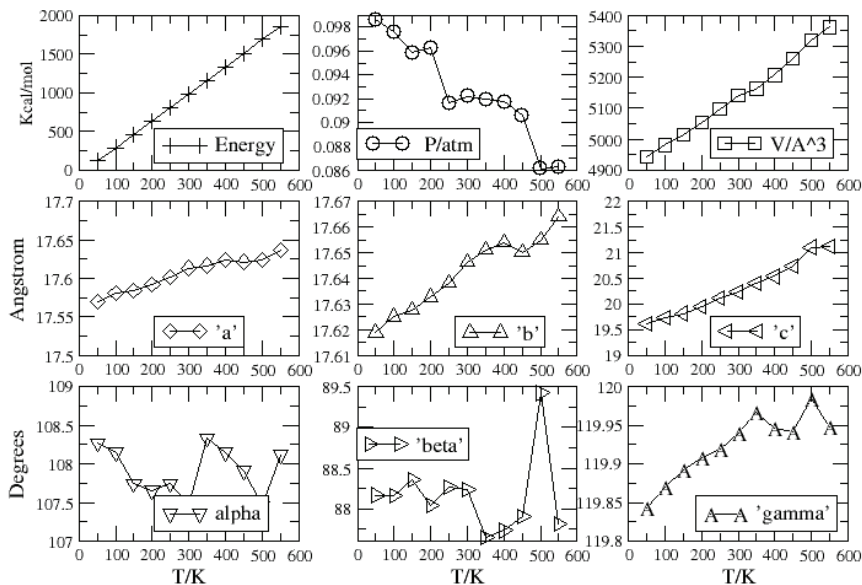 Kcal/mol
2000
1500
1000
500
0
0 100 200 300 400 500 600
Energy
0.098
0.096
0.094
0.092
0.09
0.088
0.086
0 100 200 300 400 500 600
P/atm
5400
5300
5200
5100
5000
4900
0 100 200 300 400 500 600
V/A^3
Angstrom
17.7
17.65
17.6
17.55
17.5
0 100 200 300 400 500 600
'a'
17.67
17.66
17.65
17.64
17.63
17.62
17.61
0 100 200 300 400 500 600
'b'
22
21.5
21
20.5
20
19.5
19
0 100 200 300 400 500 600
'c'
Degrees
109
108.5
108
107.5
107
0 100 200 300 400 500 600
alpha
T/K
89.5
89
88.5
88
0 100 200 300 400 500 600
'beta'
T/K
120
119.95
119.9
119.85
119.8
0 100 200 300 400 500 600
A A 'gamma'
T/K